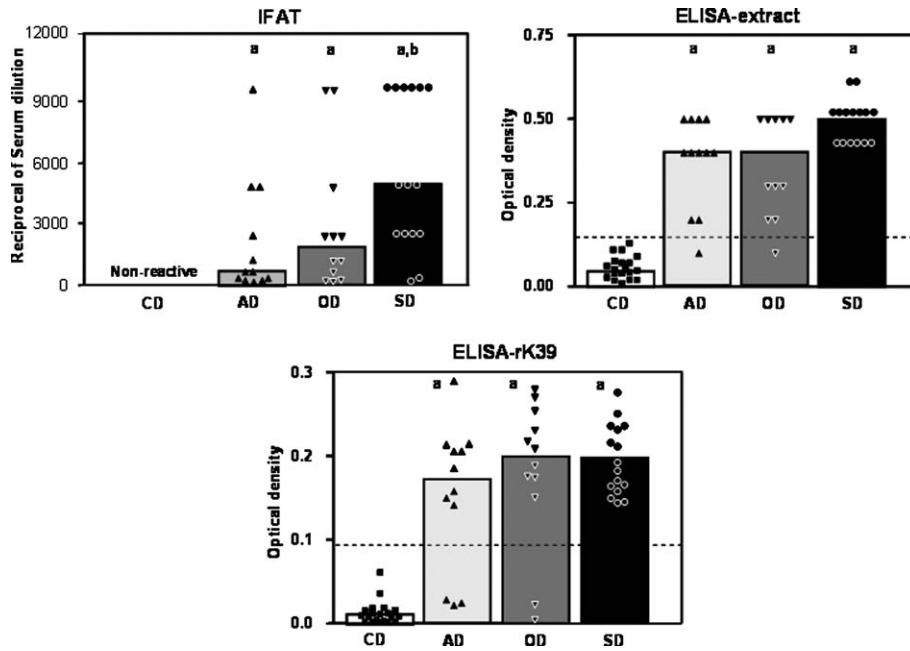 IFAT
Reciprocal of Serum dilution
12000
9000
6000
3000
0
a
a
a,b
Non-reactive
CD
AD
OD
SD
ELISA-extract
Optical density
0.75
0.50
0.25
0.00
a
a
a
CD
AD
OD
SD
ELISA-rK39
Optical density
0.3
0.2
0.1
0.0
a
a
a
CD
AD
OD
SD